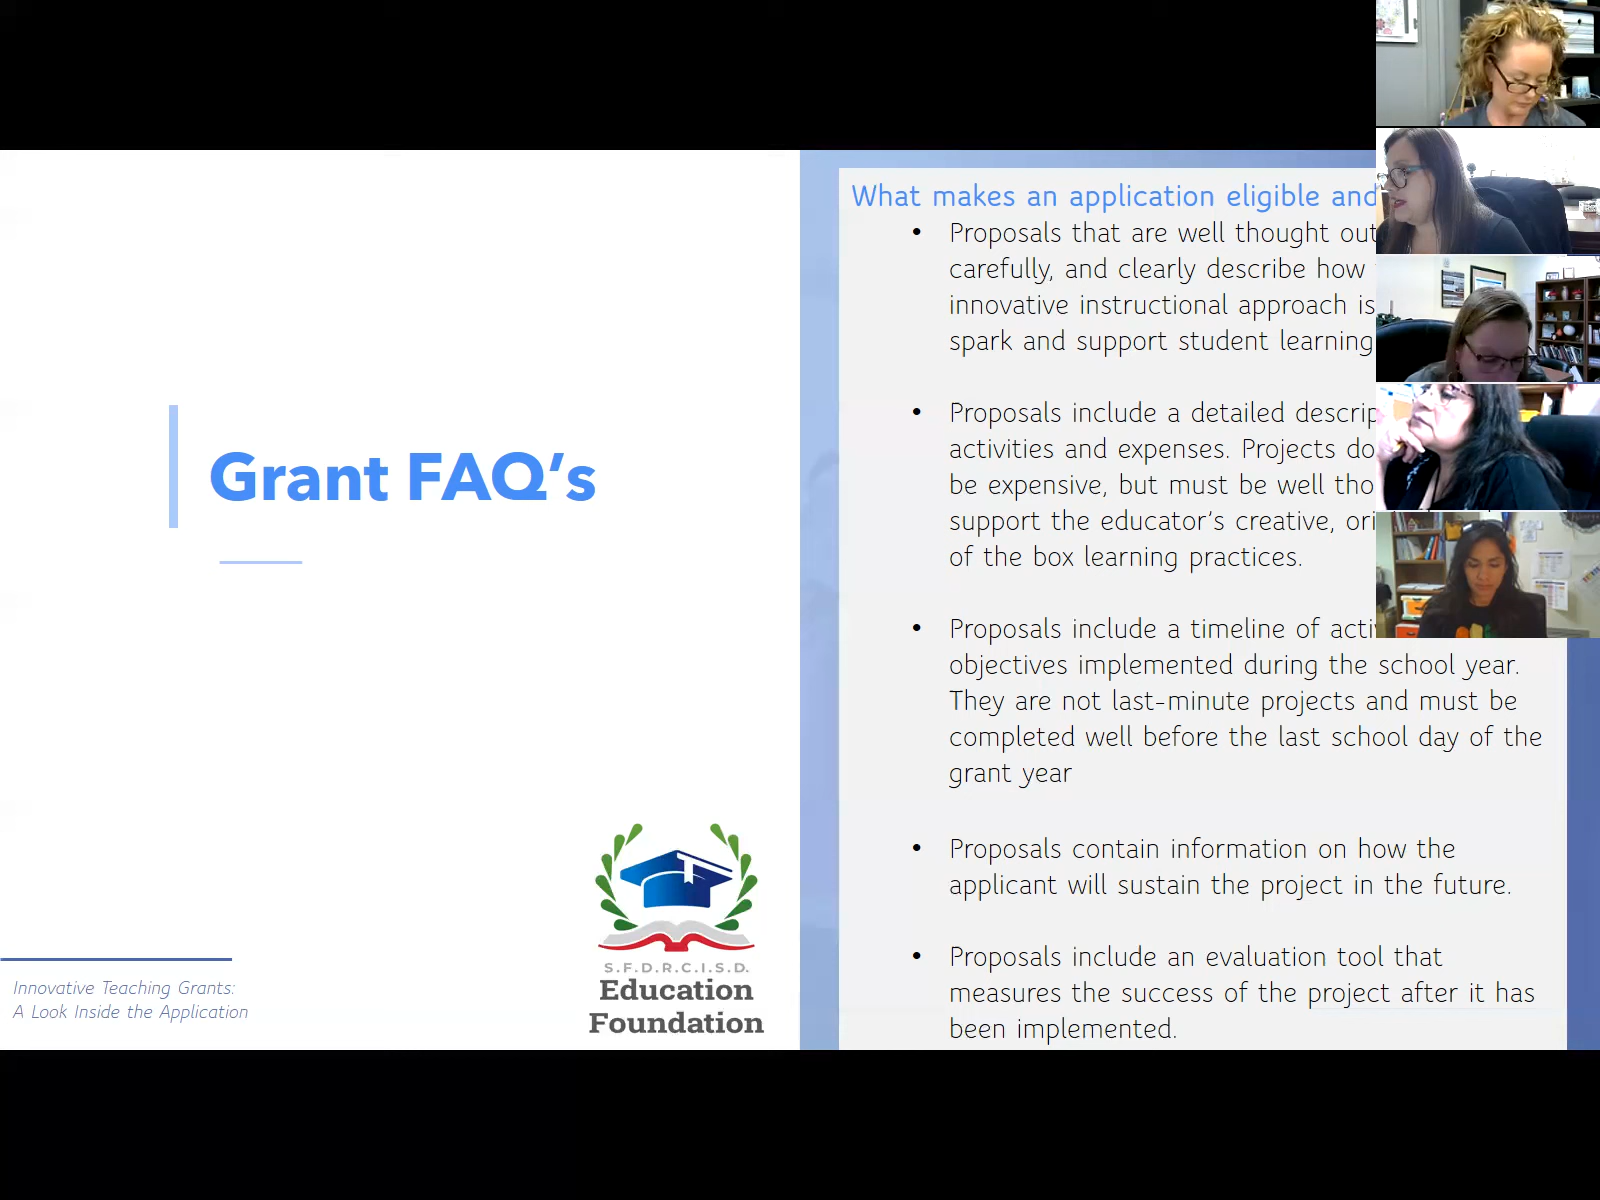 Grant FAQ's
Innovative Teaching Grants:
A Look Inside the Application
S.F.D.R.C.I.S.D.
Education
Foundation
What makes an application eligible and
• Proposals that are well thought out
carefully, and clearly describe how
innovative instructional approach is
spark and support student learning
• Proposals include a detailed
activities and expenses. Projects do
be expensive, but must be well
support the educator's creative,
of the box learning practices.
• Proposals include a timeline of
objectives implemented during the school year.
They are not last-minute projects and must be
completed well before the last school day of the
grant year
• Proposals contain information on how the
applicant will sustain the project in the future.
• Proposals include an evaluation tool that
measures the success of the project after it has
been implemented.